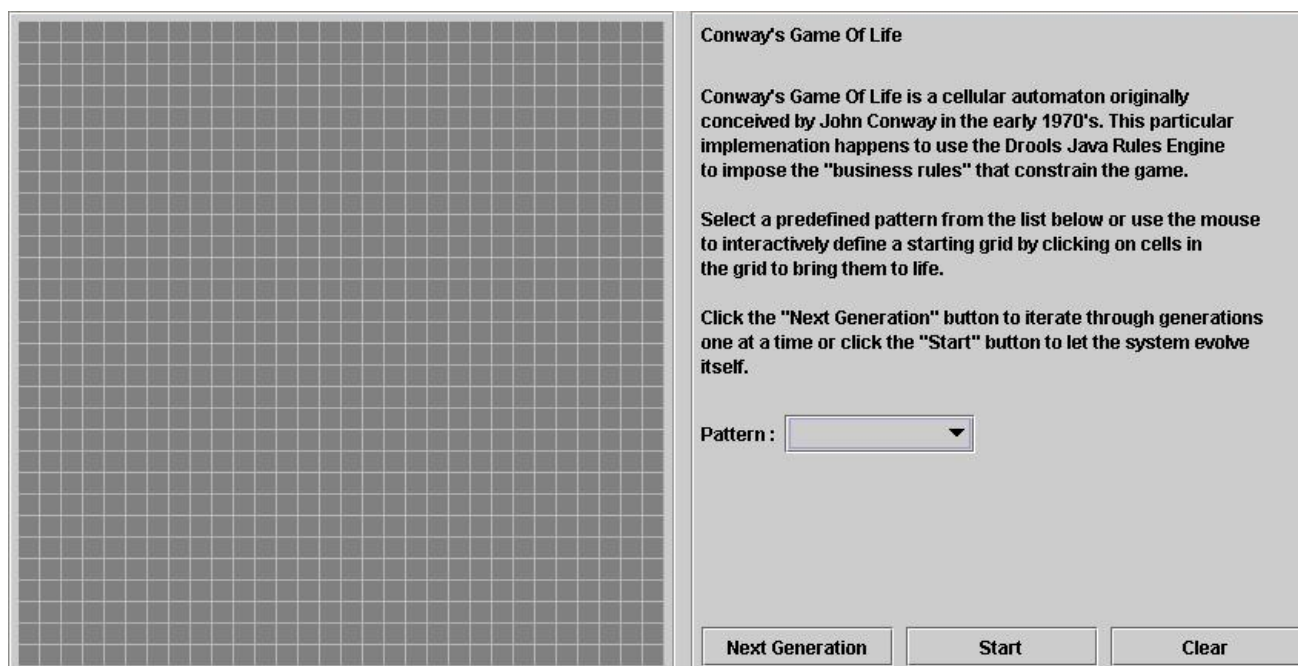 Conway's Game Of Life
Conway's Game Of Life is a cellular automaton originally
conceived by John Conway in the early 1970's. This particular
implemenation happens to use the Drools Java Rules Engine
to impose the "business rules" that constrain the game.
Select a predefined pattern from the list below or use the mouse
to interactively define a starting grid by clicking on cells in
the grid to bring them to life.
Click the "Next Generation" button to iterate through generations
one at a time or click the "Start" button to let the system evolve
itself.
Pattern :
Next Generation Start Clear